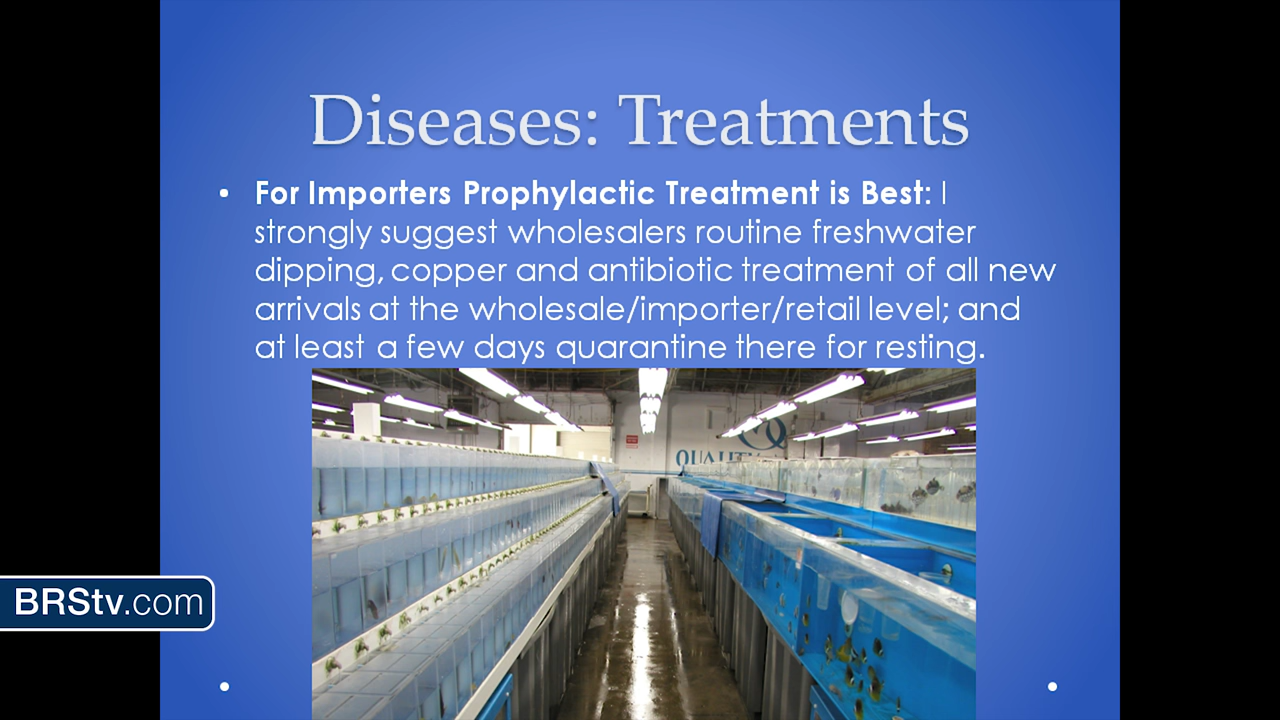 Diseases: Treatments
• For Importers Prophylactic Treatment is Best: I
strongly suggest wholesalers routine freshwater
dipping, copper and antibiotic treatment of all new
arrivals at the wholesale/importer/retail level; and
at least a few days quarantine there for resting.
QUALITY
BRStv.com